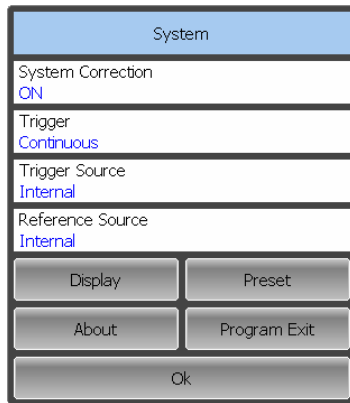 System
System Correction
ON
Trigger
Continuous
Trigger Source
Internal
Reference Source
Internal
Display
Preset
About
Program Exit
Ok